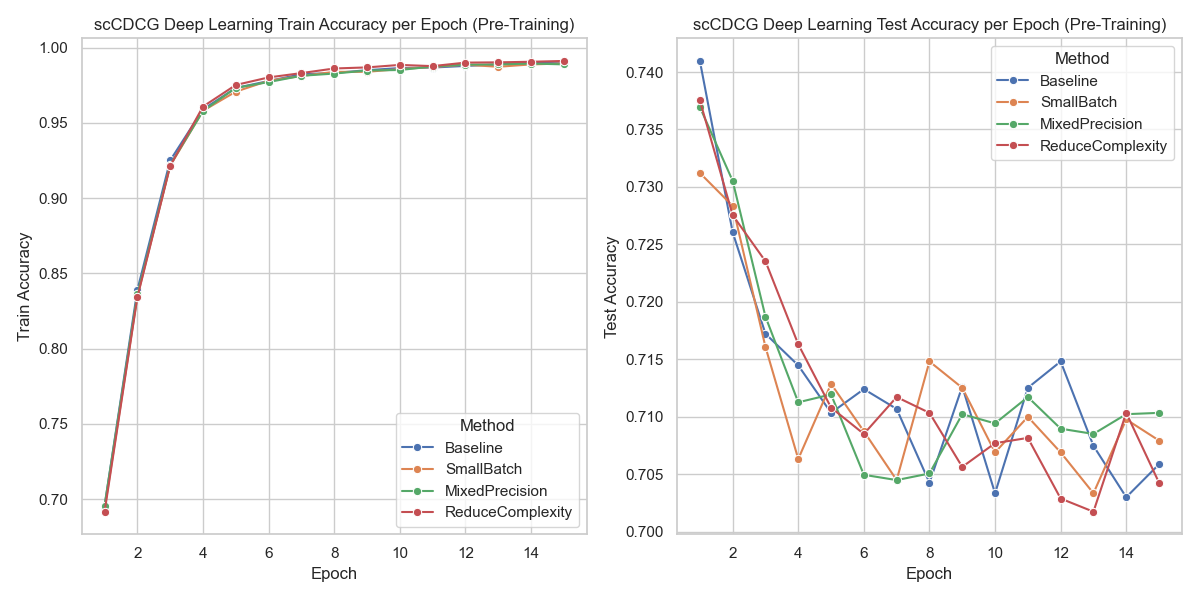 scCDCG Deep Learning Train Accuracy per Epoch (Pre-Training)
1.00
0.95
0.90
0.85
0.80
0.75
0.70
Train Accuracy
2 4 6 8 10 12 14
Epoch
Method
Baseline
SmallBatch
MixedPrecision
ReduceComplexity
scCDCG Deep Learning Test Accuracy per Epoch (Pre-Training)
0.740
0.735
0.730
0.725
0.720
0.715
0.710
0.705
0.700
Test Accuracy
2 4 6 8 10 12 14
Epoch
Method
Baseline
SmallBatch
MixedPrecision
ReduceComplexity